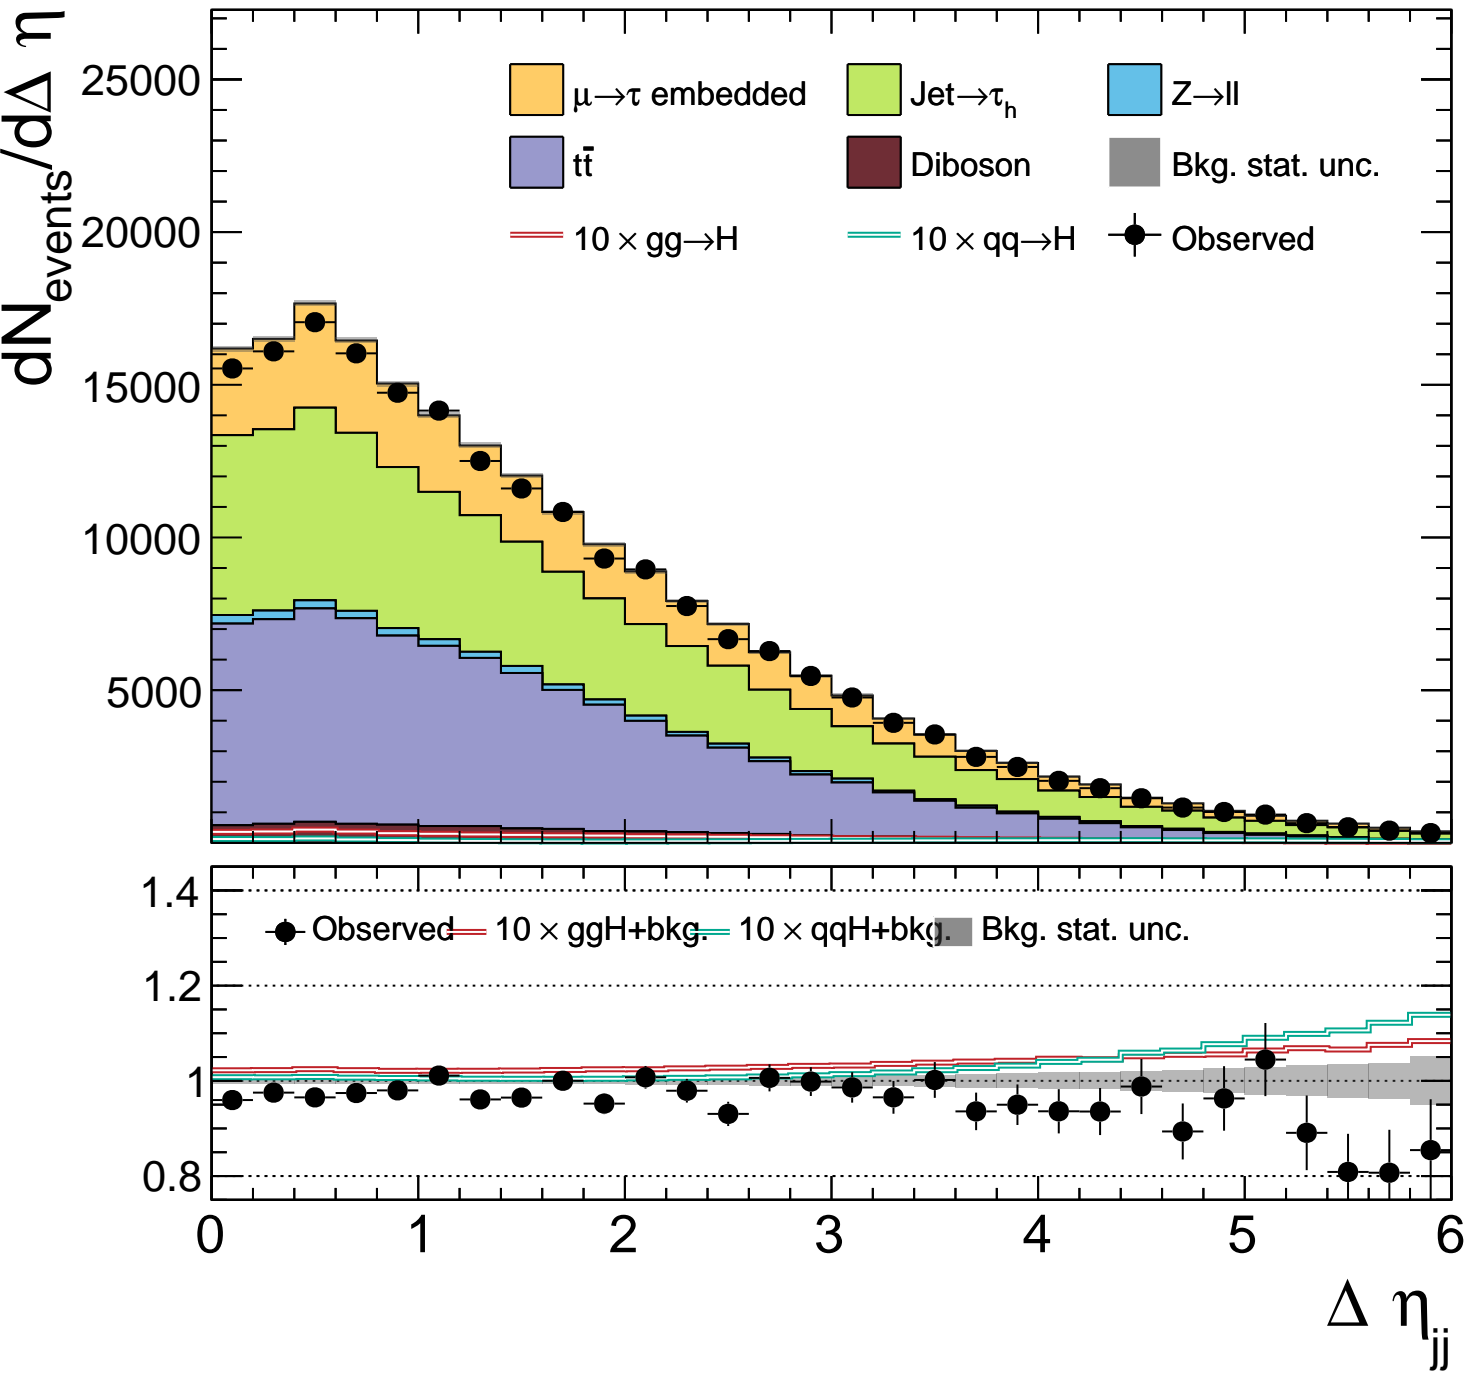 dN_events/dΔ η
25000
20000
15000
10000
5000
μ→τ embedded
Jet→τ_h
Z→ll
tt̄
Diboson
Bkg. stat. unc.
10 × gg→H
10 × qq→H
Observed
1.4
1.2
1
0.8
Observed
10 × ggH+bkg.
10 × qqH+bkg.
Bkg. stat. unc.
0 1 2 3 4 5 6
Δ η_jj